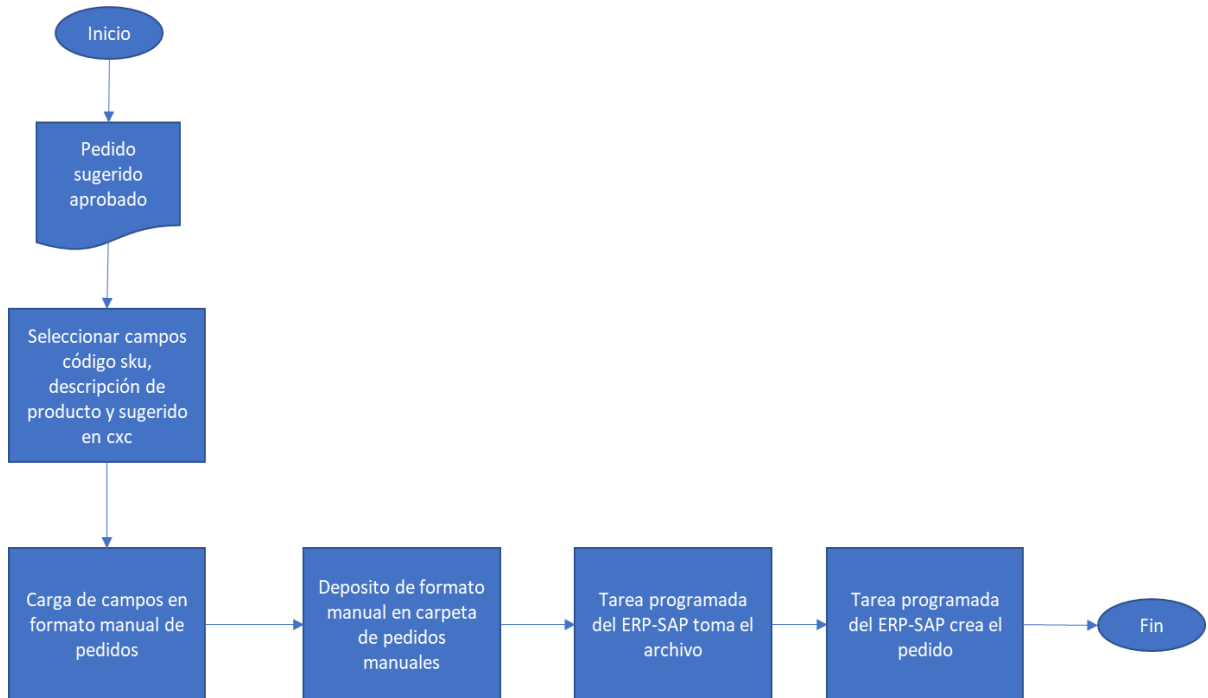 Inicio
Pedido
sugerido
aprobado
Seleccionar campos
código sku,
descripción de
producto y sugerido
en cxc
Carga de campos en
formato manual de
pedidos
Deposito de formato
manual en carpeta
de pedidos
manuales
Tarea programada
del ERP-SAP toma el
archivo
Tarea programada
del ERP-SAP crea el
pedido
Fin